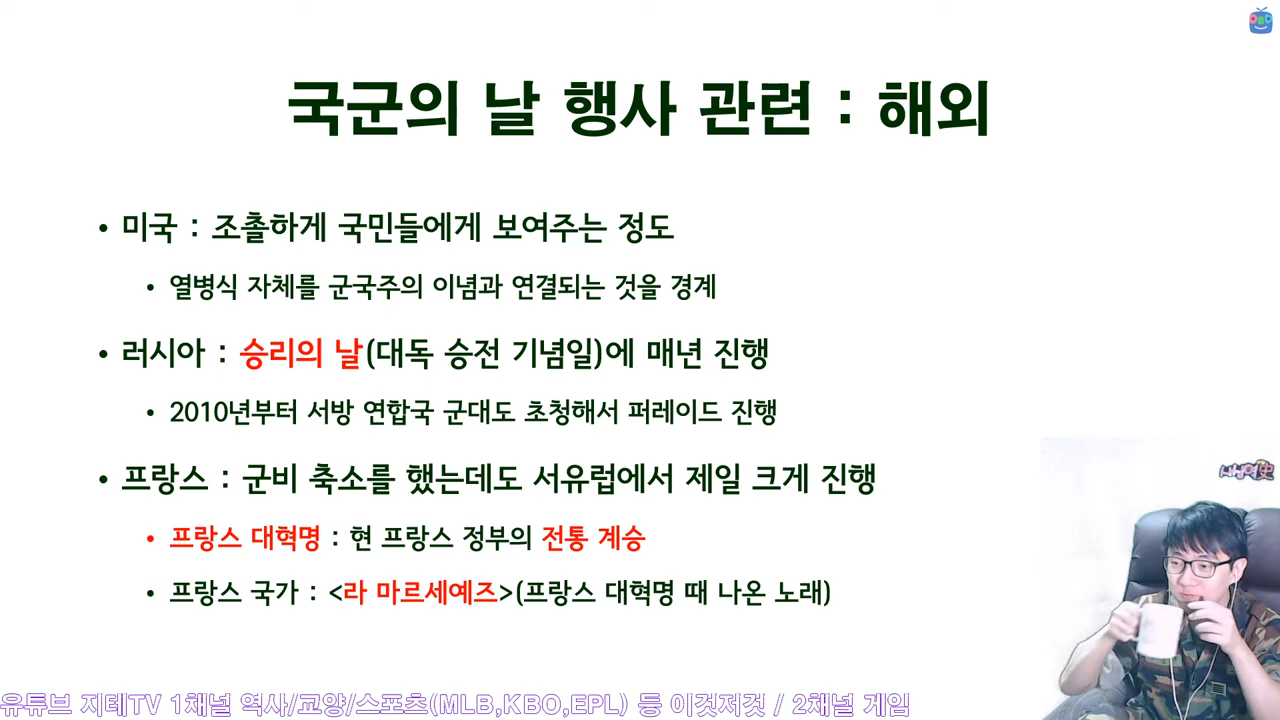 국군의 날 행사 관련 : 해외
• 미국 : 조촐하게 국민들에게 보여주는 정도
• 열병식 자체를 군국주의 이념과 연결되는 것을 경계
• 러시아 : 승리의 날(대독 승전 기념일)에 매년 진행
• 2010년부터 서방 연합국 군대도 초청해서 퍼레이드 진행
• 프랑스 : 군비 축소를 했는데도 서유럽에서 제일 크게 진행
• 프랑스 대혁명 : 현 프랑스 정부의 전통 계승
• 프랑스 국가 : <라 마르세예즈>(프랑스 대혁명 때 나온 노래)
유튜브 지테TV 1채널 역사/교양/스포츠(MLB,KBO,EPL) 등 이것저것 / 2채널 게임